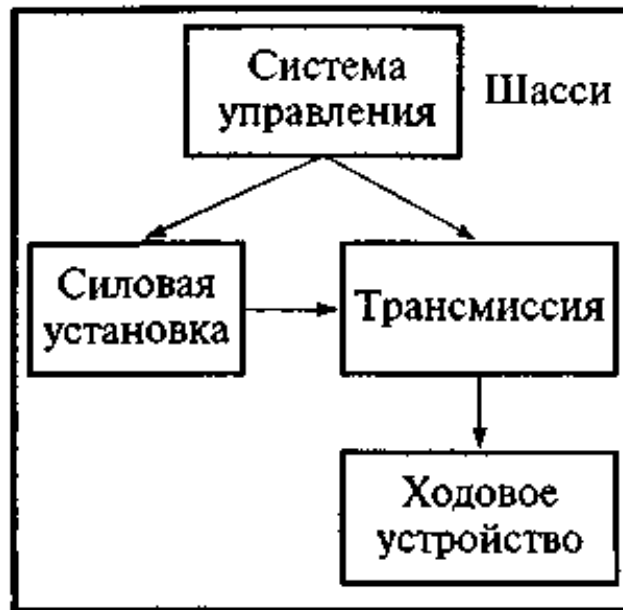 Система
управления
Шасси
Силовая
установка
Трансмиссия
Ходовое
устройство